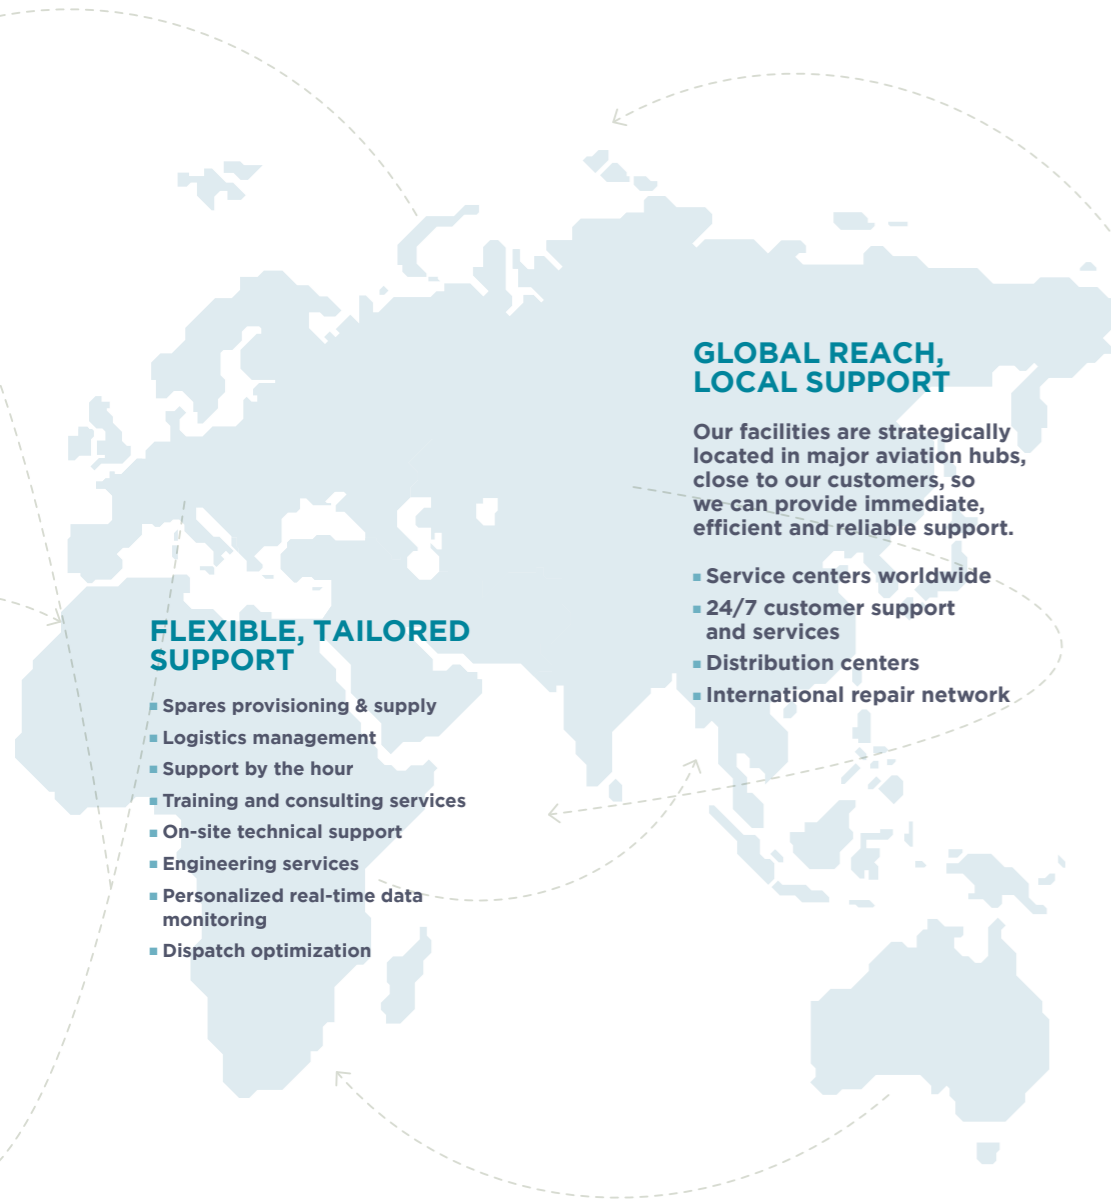 GLOBAL REACH,
LOCAL SUPPORT
Our facilities are strategically
located in major aviation hubs,
close to our customers, so
we can provide immediate,
efficient and reliable support.
▪ Service centers worldwide
▪ 24/7 customer support
and services
▪ Distribution centers
▪ International repair network
FLEXIBLE, TAILORED
SUPPORT
▪ Spares provisioning & supply
▪ Logistics management
▪ Support by the hour
▪ Training and consulting services
▪ On-site technical support
▪ Engineering services
▪ Personalized real-time data
monitoring
▪ Dispatch optimization